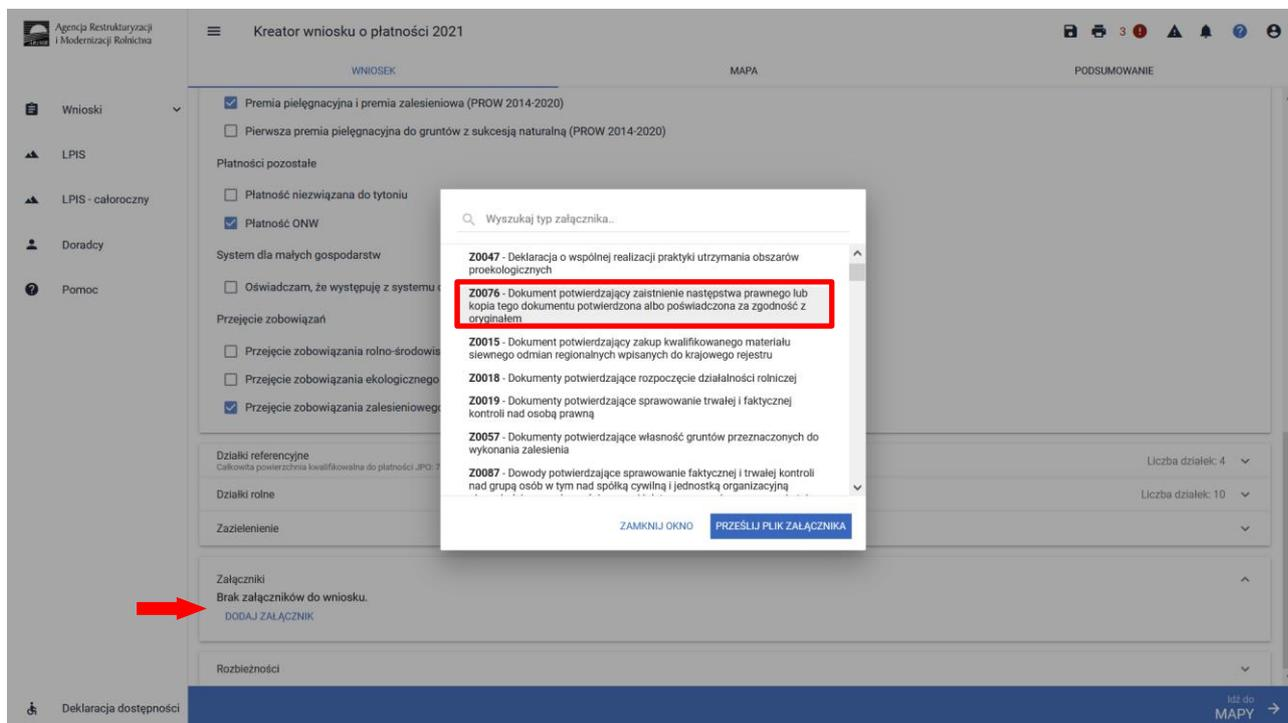 Agencja Restrukturyzacji
i Modernizacji Rolnictwa
Kreator wniosku o płatności 2021
3
WNIOSEK
MAPA
PODSUMOWANIE
Wnioski
LPIS
LPIS - całoroczny
Doradcy
Pomoc
Premia pielęgnacyjna i premia zalesieniowa (PROW 2014-2020)
Pierwsza premia pielęgnacyjna do gruntów z sukcesją naturalną (PROW 2014-2020)
Płatności pozostałe
Płatność niezwiązana do tytoniu
Płatność ONW
System dla małych gospodarstw
Oświadczam, że występuję z systemu
Przejęcie zobowiązań
Przejęcie zobowiązania
Przejęcie zobowiązania ekologicznego
Przejęcie zobowiązania
Wyszukaj typ załącznika..
Z0047 - Deklaracja o wspólnej realizacji praktyki utrzymania obszarów
proekologicznych
Z0076 - Dokument potwierdzający zaistnienie następstwa prawnego lub
kopia tego dokumentu potwierdzona albo poświadczona za zgodność z
oryginałem
Z0015 - Dokument potwierdzający zakup kwalifikowanego materiału
siewnego odmian regionalnych wpisanych do krajowego rejestru
Z0018 - Dokumenty potwierdzające rozpoczęcie działalności rolniczej
Z0019 - Dokumenty potwierdzające sprawowanie trwałej i faktycznej
kontroli nad osobą prawną
Z0057 - Dokumenty potwierdzające własność gruntów przeznaczonych do
wykonania zalesienia
Z0087 - Dowody potwierdzające sprawowanie faktycznej i trwałej kontroli
nad grupą osób w tym nad spółką cywilną i jednostką organizacyjną
ZAMKNIJ OKNO
PRZEŚLIJ PLIK ZAŁĄCZNIKA
Działki referencyjne
Całkowita powierzchnia kwalifikowalna do płatności JPO: 7
Liczba działek: 4
Działki rolne
Liczba działek: 10
Zazielenienie
Załączniki
Brak załączników do wniosku.
DODAJ ZAŁĄCZNIK
Rozbieżności
Deklaracja dostępności
Idź do
MAPY